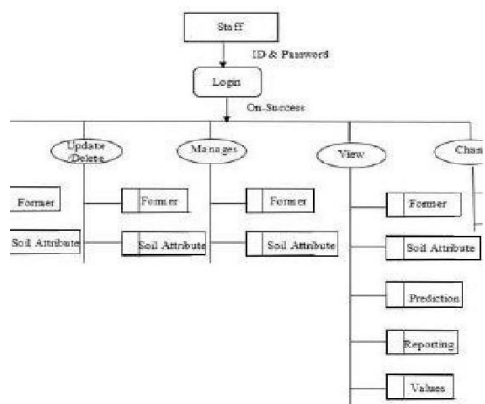 Staff
ID & Password
Login
On-Success
Update
/Delete
Manages
View
Chan
Former
Former
Former
Former
Soil Attribute
Soil Attribute
Soil Attribute
Soil Attribute
Prediction
Reporting
Values